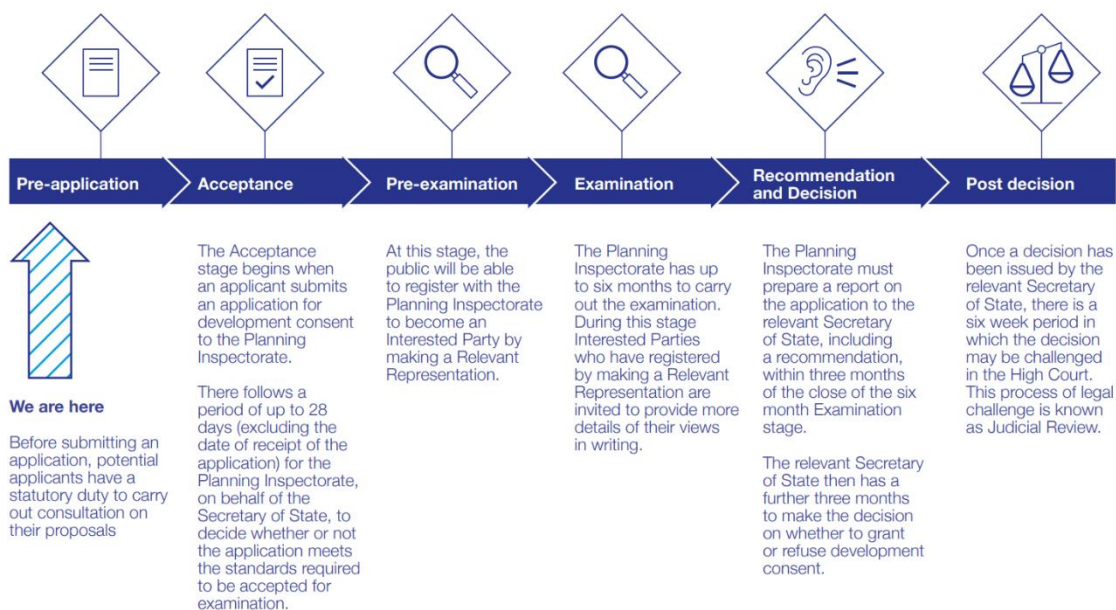 Pre-application
Acceptance
Pre-examination
Examination
Recommendation
and Decision
Post decision
We are here
Before submitting an
application, potential
applicants have a
statutory duty to carry
out consultation on
their proposals
The Acceptance
stage begins when
an applicant submits
an application for
development consent
to the Planning
Inspectorate.
There follows a
period of up to 28
days (excluding the
date of receipt of the
application) for the
Planning Inspectorate,
on behalf of the
Secretary of State, to
decide whether or not
the application meets
the standards required
to be accepted for
examination.
At this stage, the
public will be able
to register with the
Planning Inspectorate
to become an
Interested Party by
making a Relevant
Representation.
The Planning
Inspectorate has up
to six months to carry
out the examination.
During this stage
Interested Parties
who have registered
by making a Relevant
Representation are
invited to provide more
details of their views
in writing.
The Planning
Inspectorate must
prepare a report on
the application to the
relevant Secretary
of State, including
a recommendation,
within three months
of the close of the six
month Examination
stage.
The relevant Secretary
of State then has a
further three months
to make the decision
on whether to grant
or refuse development
consent.
Once a decision has
been issued by the
relevant Secretary
of State, there is a
six week period in
which the decision
may be challenged
in the High Court.
This process of legal
challenge is known
as Judicial Review.